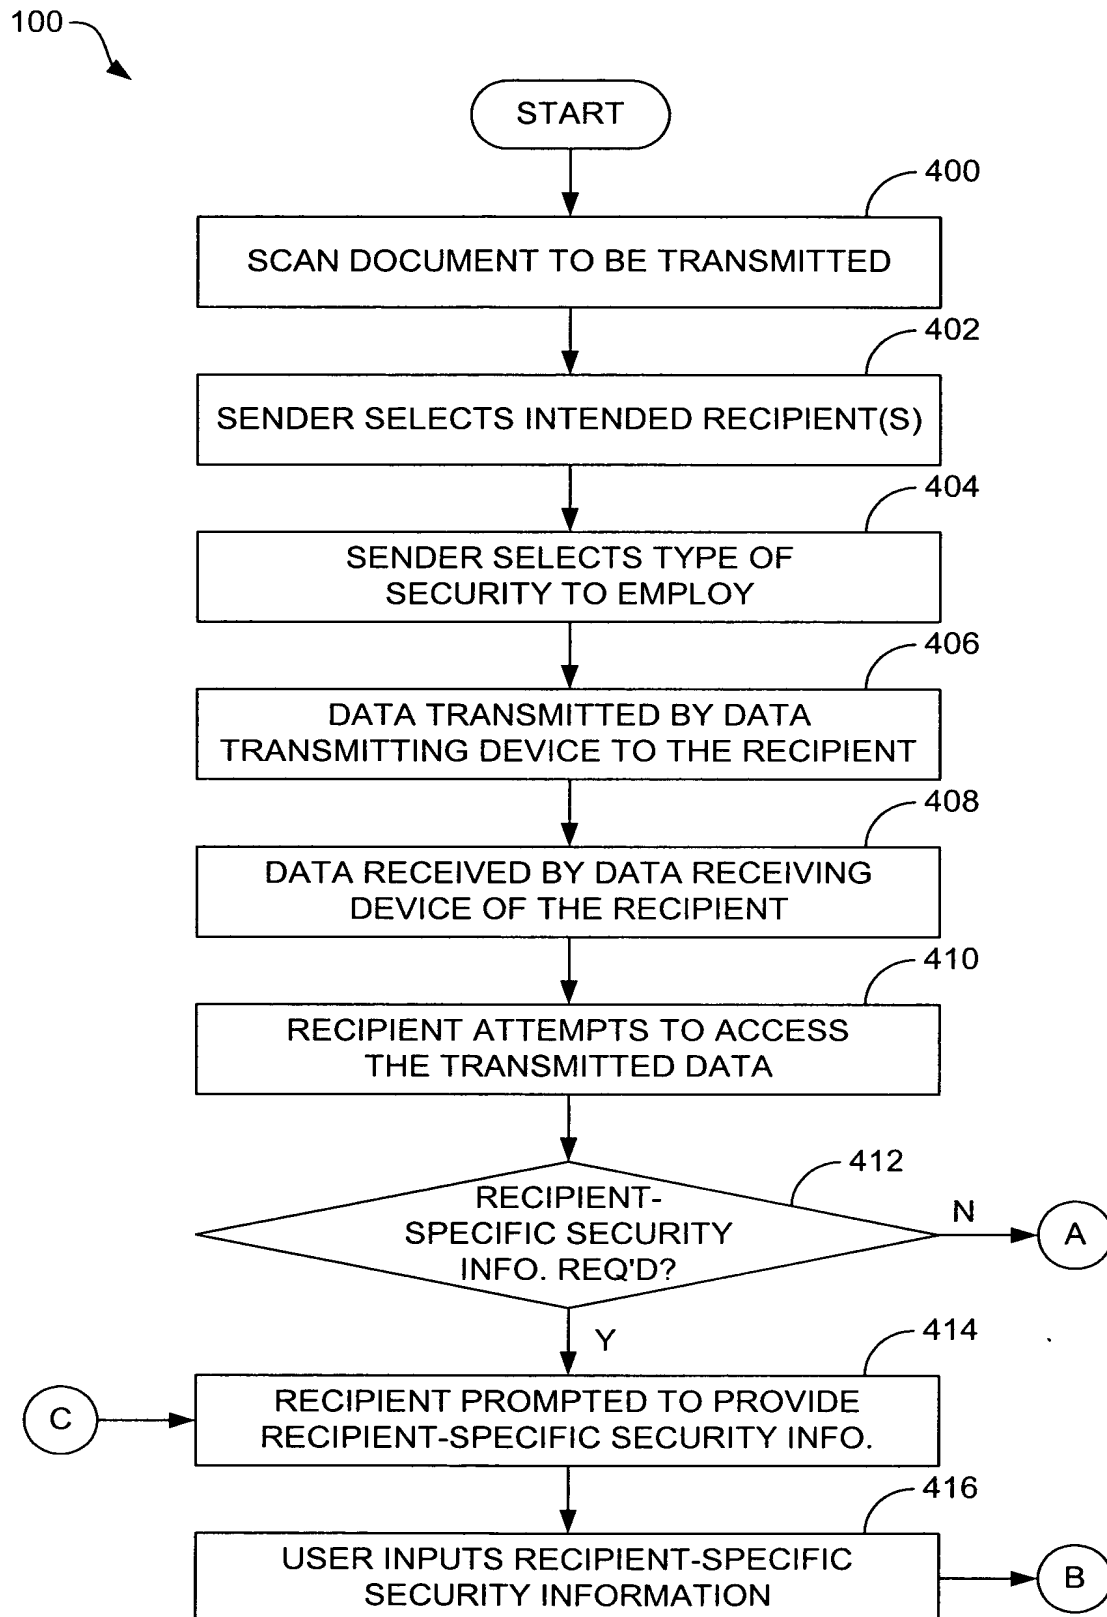 100
START
400
SCAN DOCUMENT TO BE TRANSMITTED
402
SENDER SELECTS INTENDED RECIPIENT(S)
404
SENDER SELECTS TYPE OF
SECURITY TO EMPLOY
406
DATA TRANSMITTED BY DATA
TRANSMITTING DEVICE TO THE RECIPIENT
408
DATA RECEIVED BY DATA RECEIVING
DEVICE OF THE RECIPIENT
410
RECIPIENT ATTEMPTS TO ACCESS
THE TRANSMITTED DATA
412
RECIPIENT-
SPECIFIC SECURITY
INFO. REQ'D?
N
A
Y
414
C
RECIPIENT PROMPTED TO PROVIDE
RECIPIENT-SPECIFIC SECURITY INFO.
416
USER INPUTS RECIPIENT-SPECIFIC
SECURITY INFORMATION
B